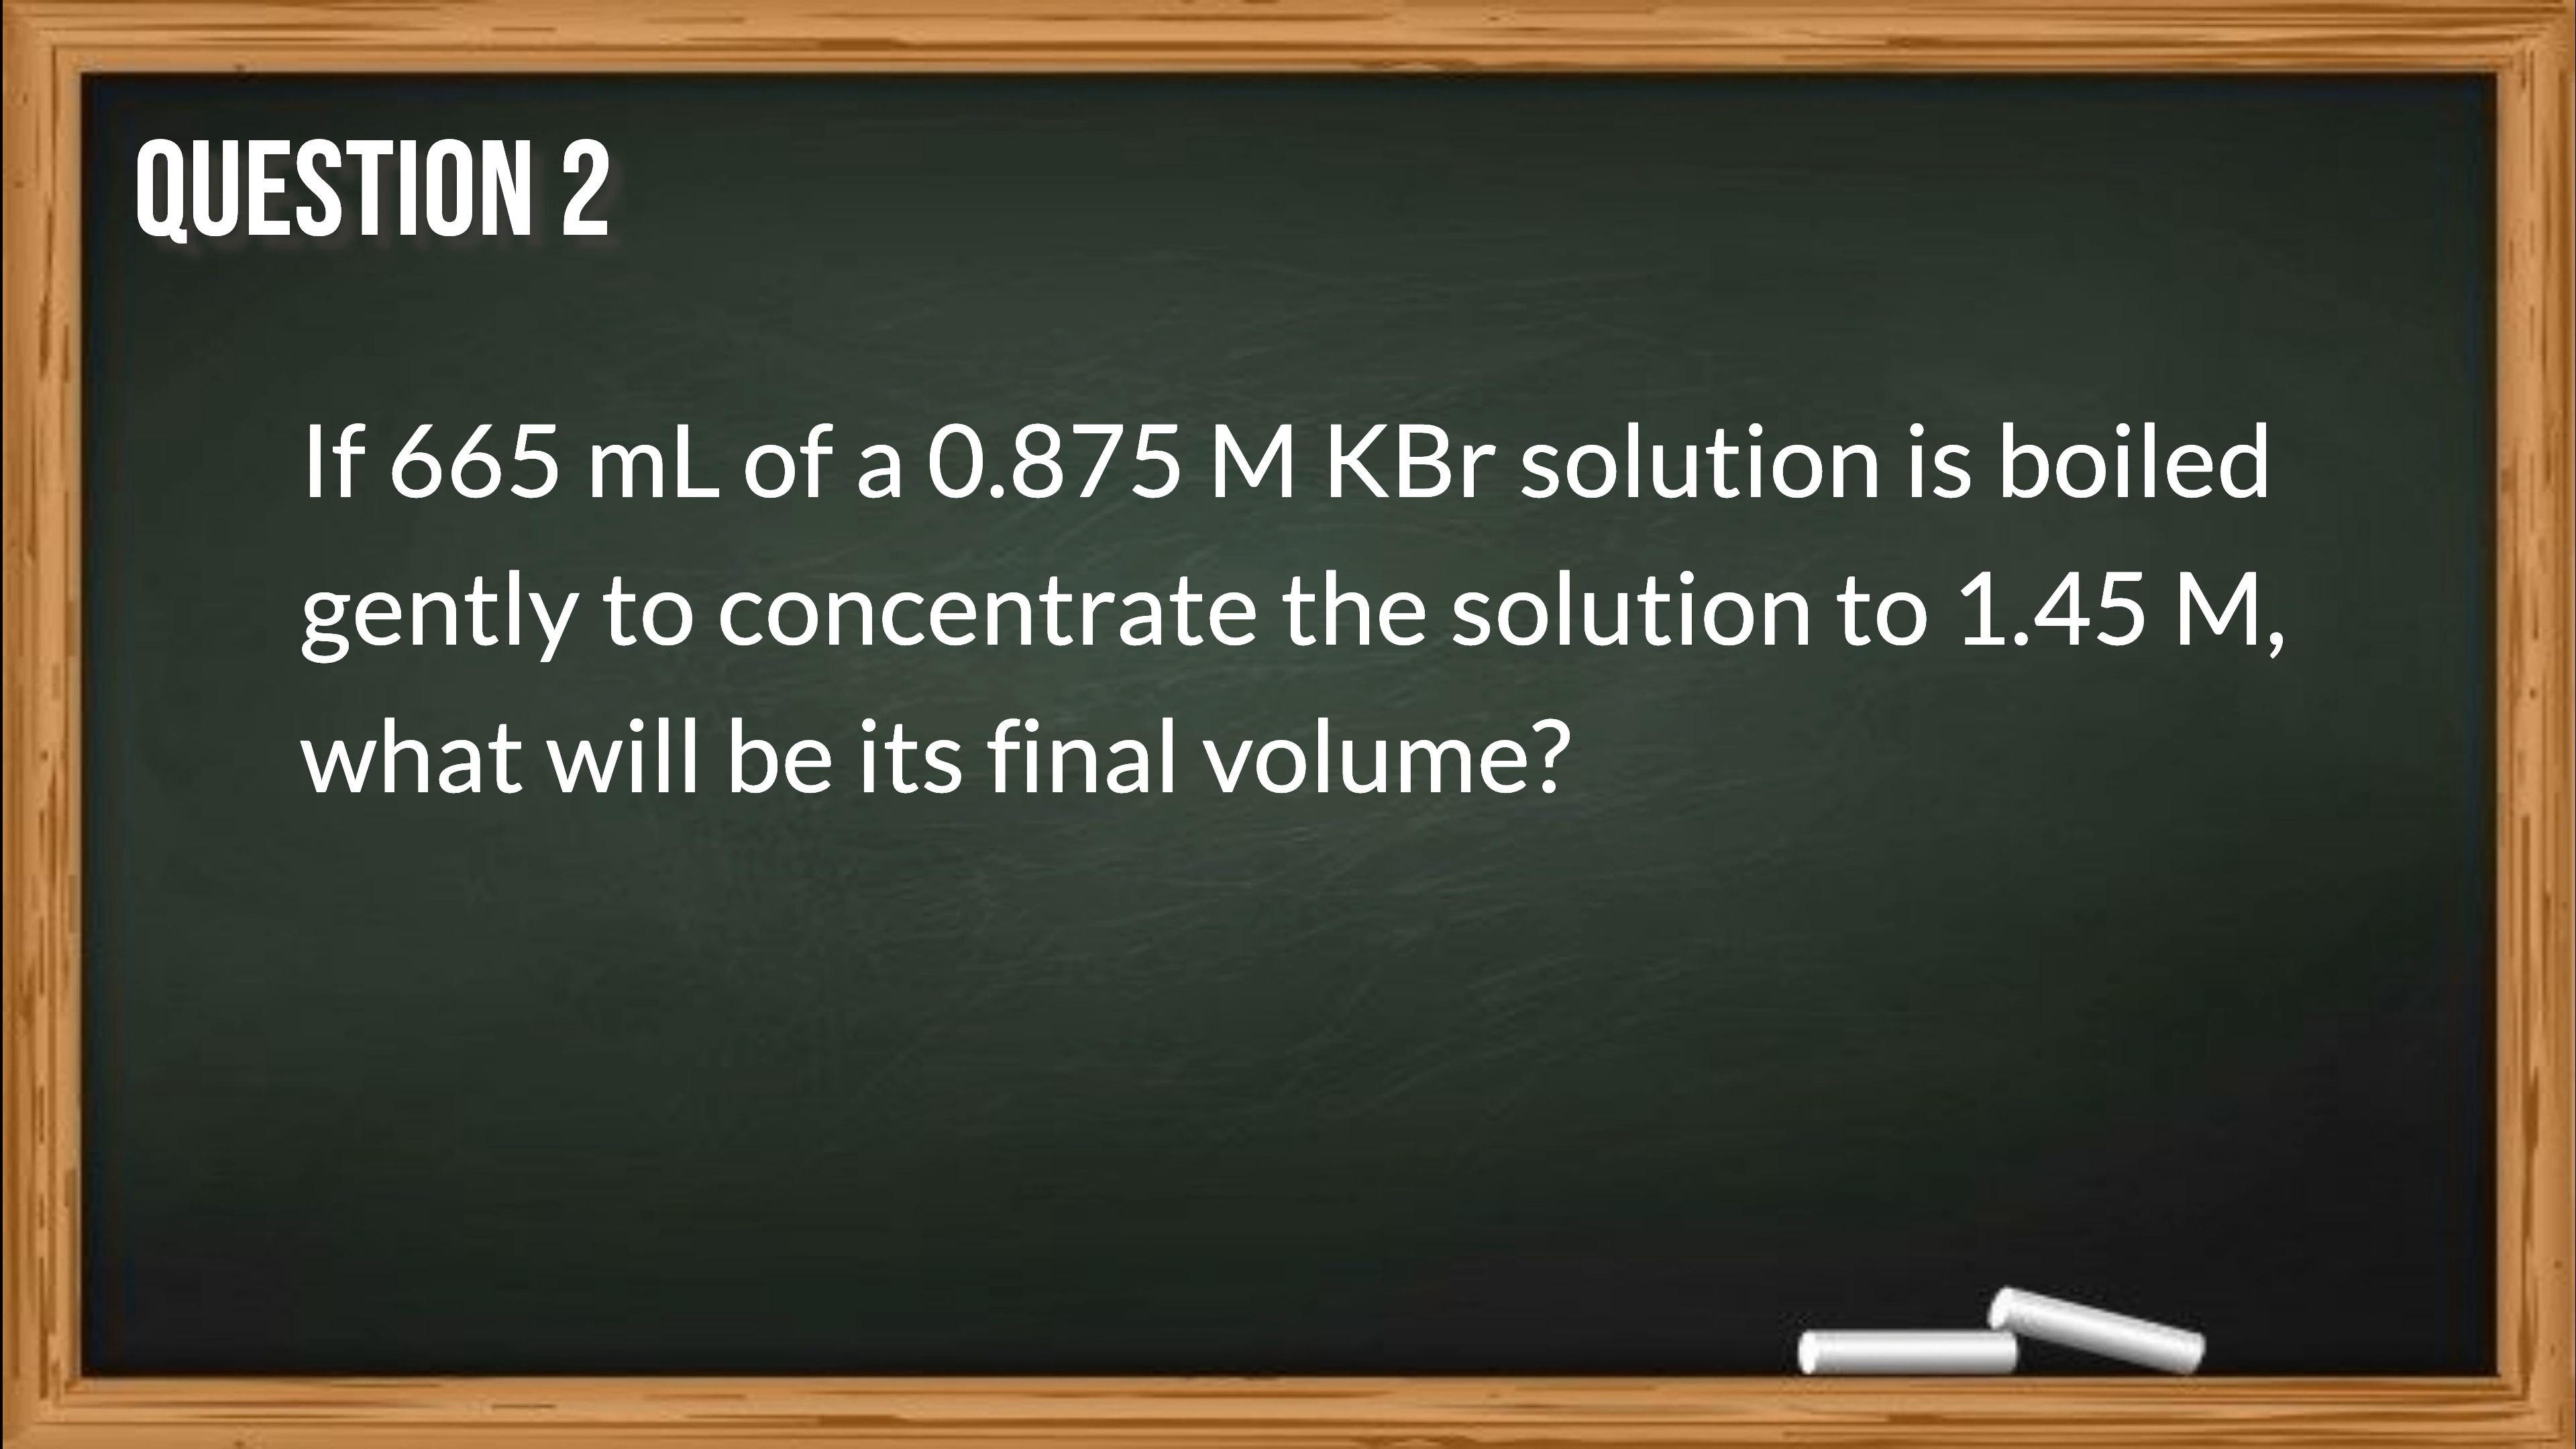 QUESTION 2
If 665 mL of a 0.875 M KBr solution is boiled
gently to concentrate the solution to 1.45 M,
what will be its final volume?